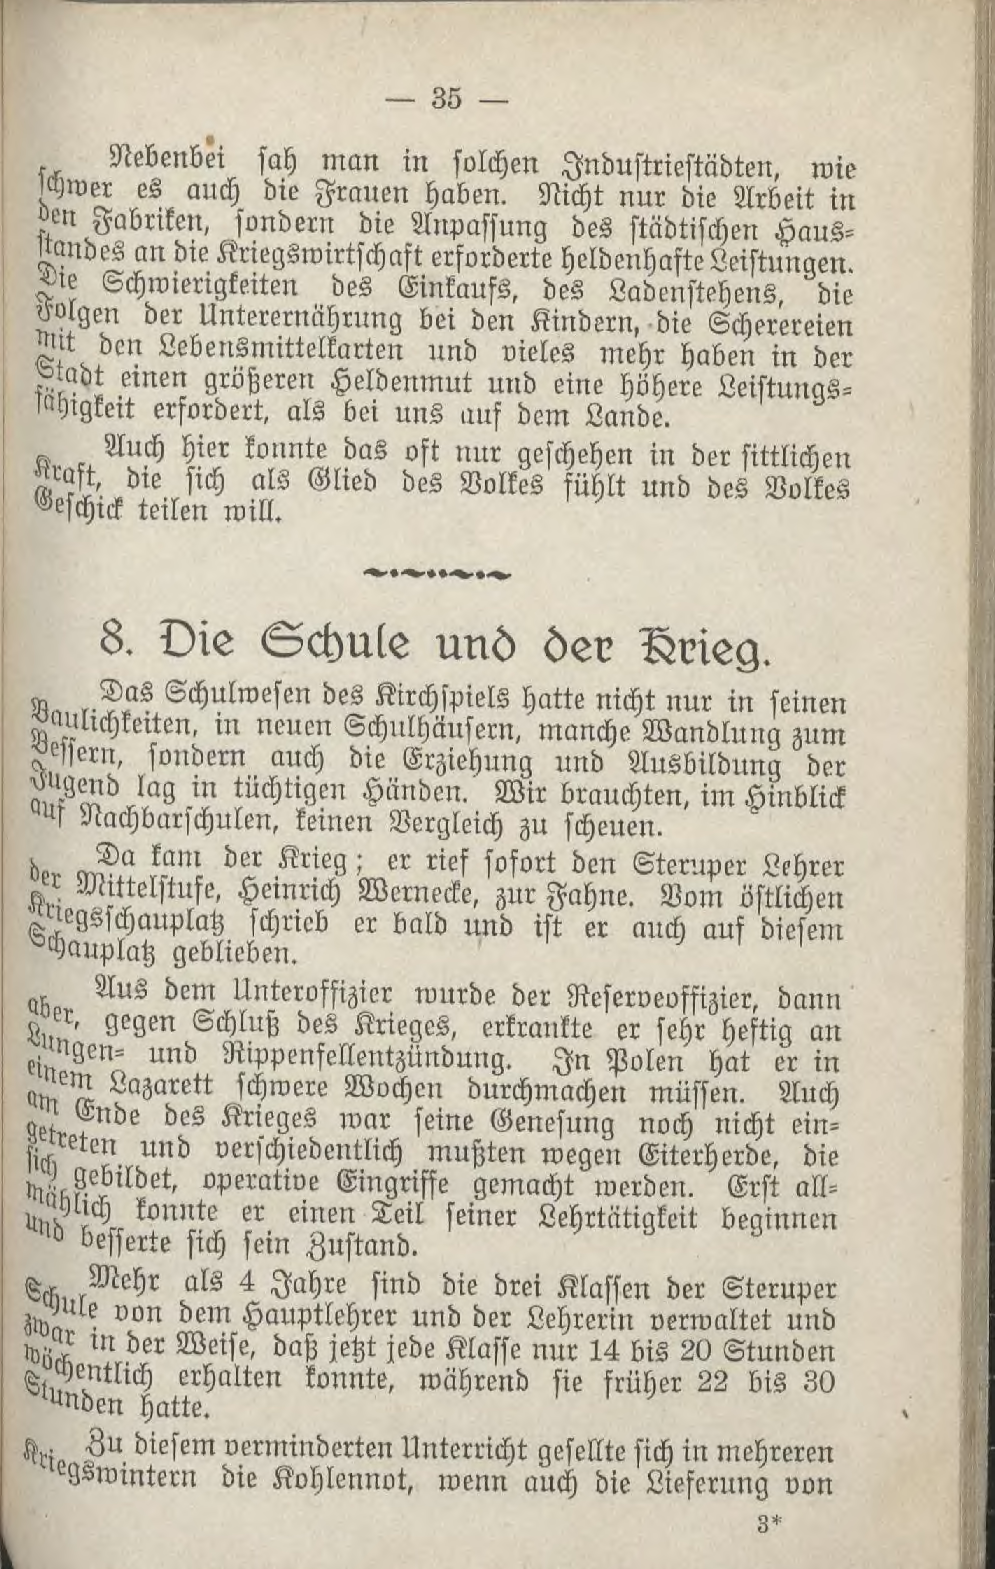 — 35 —
Nebenbei sah man in solchen Industriestädten, wie
schwer es auch die Frauen haben. Nicht nur die Arbeit in
den Fabriken, sondern die Anpassung des städtischen Haus-
standes an die Kriegswirtschaft erforderte heldenhafte Leistungen.
Die Schwierigkeiten des Einkaufs, des Ladenstehens, die
Folgen der Unterernährung bei den Kindern, die Scherereien
mit den Lebensmittelkarten und vieles mehr haben in der
Stadt einen größeren Heldenmut und eine höhere Leistungs-
fähigkeit erfordert, als bei uns auf dem Lande.
Auch hier konnte das oft nur geschehen in der sittlichen
Kraft, die sich als Glied des Volkes fühlt und des Volkes
Geschick teilen will.
8. Die Schule und der Krieg.
Das Schulwesen des Kirchspiels hatte nicht nur in seinen
Baulichkeiten, in neuen Schulhäusern, manche Wandlung zum
Bessern, sondern auch die Erziehung und Ausbildung der
Jugend lag in tüchtigen Händen. Wir brauchten, im Hinblick
auf Nachbarschulen, keinen Vergleich zu scheuen.
Da kam der Krieg; er rief sofort den Steruper Lehrer
der Mittelstufe, Heinrich Wernecke, zur Fahne. Vom östlichen
Kriegsschauplatz schrieb er bald und ist er auch auf diesem
Schauplatz geblieben.
Aus dem Unteroffizier wurde der Reserveoffizier, dann
aber, gegen Schluß des Krieges, erkrankte er sehr heftig an
Lungen- und Rippenfellentzündung. In Polen hat er in
einem Lazarett schwere Wochen durchmachen müssen. Auch
am Ende des Krieges war seine Genesung noch nicht ein-
getreten und verschiedentlich mußten wegen Eiterherde, die
sich gebildet, operative Eingriffe gemacht werden. Erst all-
mählich konnte er einen Teil seiner Lehrtätigkeit beginnen
und besserte sich sein Zustand.
Mehr als 4 Jahre sind die drei Klassen der Steruper
Schule von dem Hauptlehrer und der Lehrerin verwaltet und
zwar in der Weise, daß jetzt jede Klasse nur 14 bis 20 Stunden
wöchentlich erhalten konnte, während sie früher 22 bis 30
Stunden hatte.
Zu diesem verminderten Unterricht gesellte sich in mehreren
Kriegswintern die Kohlennot, wenn auch die Lieferung von
3*